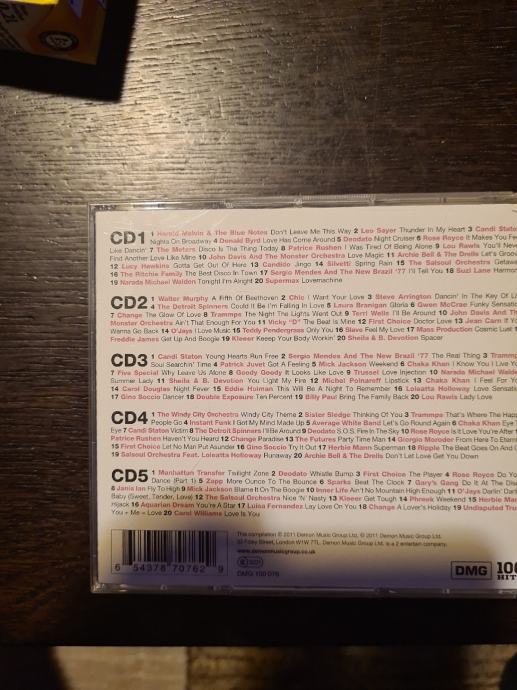 CD1 1 Harold Melvin & The Blue Notes Don't Leave Me This Way 2 Leo Sayer Thunder In My Heart 3 Candi Staton
Nights On Broadway 4 Donald Byrd Love Has Come Around 5 Deodato Night Cruiser 6 Rose Royce It Makes You Feel
Like Dancin' 7 The Meters Disco Is The Thing Today 8 Patrice Rushen I Was Tired Of Being Alone 9 Lou Rawls You'll Never
Find Another Love Like Mine 10 John Davis And The Monster Orchestra Love Magic 11 Archie Bell & The Drells Let's Groove
12 Lucy Hawkins Gotta Get Out Of Here 13 Candido Jingo 14 Silvetti Spring Rain 15 The Salsoul Orchestra Getaway
16 The Ritchie Family The Best Disco In Town 17 Sergio Mendes And The New Brazil '77 I'll Tell You 18 Suzi Lane Harmony
19 Narada Michael Walden Tonight I'm Alright 20 Supermax Lovemachine
CD2 1 Walter Murphy A Fifth Of Beethoven 2 Chic I Want Your Love 3 Steve Arrington Dancin' In The Key Of Li
4 The Detroit Spinners Could It Be I'm Falling In Love 5 Laura Branigan Gloria 6 Gwen McCrae Funky Sensati
7 Change The Glow Of Love 8 Trammps The Night The Lights Went Out 9 Terri Wells I'll Be Around 10 John Davis And Th
Monster Orchestra Ain't That Enough For You 11 Vicky "D" The Beat Is Mine 12 First Choice Doctor Love 13 Jean Carn If Yo
Wanna Go Back 14 O'Jays I Love Music 15 Teddy Pendergrass Only You 16 Slave Feel My Love 17 Mass Production Cosmic Lust 1
Freddie James Get Up And Boogie 19 Kleeer Keep Your Body Workin' 20 Sheila & B. Devotion Spacer
CD3 1 Candi Staton Young Hearts Run Free 2 Sergio Mendes And The New Brazil '77 The Real Thing 3 Trammp
Soul Searchin' Time 4 Patrick Juvet Got A Feeling 5 Mick Jackson Weekend 6 Chaka Khan I Know You I Live You
7 Five Special Why Leave Us Alone 8 Goody Goody It Looks Like Love 9 Trussel Love Injection 10 Narada Michael Walde
Summer Lady 11 Sheila & B. Devotion You Light My Fire 12 Michel Polnareff Lipstick 13 Chaka Khan I Feel For Yo
14 Carol Douglas Night Fever 15 Eddie Holman This Will Be A Night To Remember 16 Loleatta Holloway Love Sensatio
17 Gino Soccio Dancer 18 Double Exposure Ten Percent 19 Billy Paul Bring The Family Back 20 Lou Rawls Lady Love
CD4 1 The Windy City Orchestra Windy City Theme 2 Sister Sledge Thinking Of You 3 Trammps That's Where The Happ
People Go 4 Instant Funk I Got My Mind Made Up 5 Average White Band Let's Go Round Again 6 Chaka Khan Eye
Eye 7 Candi Staton Victim 8 The Detroit Spinners I'll Be Around 9 Deodato S.O.S. Fire In The Sky 10 Rose Royce Is It Love You're After
Patrice Rushen Haven't You Heard 12 Change Paradise 13 The Futures Party Time Man 14 Giorgio Moroder From Here To Eterni
15 First Choice Let No Man Put Asunder 16 Gino Soccio Try It Out 17 Herbie Mann Superman 18 Ripple The Beat Goes On And
19 Salsoul Orchestra Feat. Loleatta Holloway Runaway 20 Archie Bell & The Drells Don't Let Love Get You Down
CD5 1 Manhattan Transfer Twilight Zone 2 Deodato Whistle Bump 3 First Choice The Player 4 Rose Royce Do Yo
Dance (Part 1) 5 Zapp More Bounce To The Ounce 6 Sparks Beat The Clock 7 Gary's Gang Do It At The Dis
8 Janis Ian Fly To High 9 Mick Jackson Blame It On The Boogie 10 Inner Life Ain't No Mountain High Enough 11 O'Jays Darlin' Darl
Baby (Sweet, Tender, Love) 12 The Salsoul Orchestra Nice 'N' Nasty 13 Kleeer Get Tough 14 Phreek Weekend 15 Herbie Man
Hijack 16 Aquarian Dream You're A Star 17 Luisa Fernandez Lay Love On You 18 Change A Lover's Holiday 19 Undisputed Tru
You + Me = Love 20 Carol Williams Love Is You
This compilation ℗ 2011 Demon Music Group Ltd. © 2011 Demon Music Group Ltd.
33 Foley Street, London W1W 7TL. Demon Music Group Ltd. is a 2 entertain company.
www.demonmusicgroup.co.uk
DMG 100 076
6 54378 70762 9
DMG 100
HIT